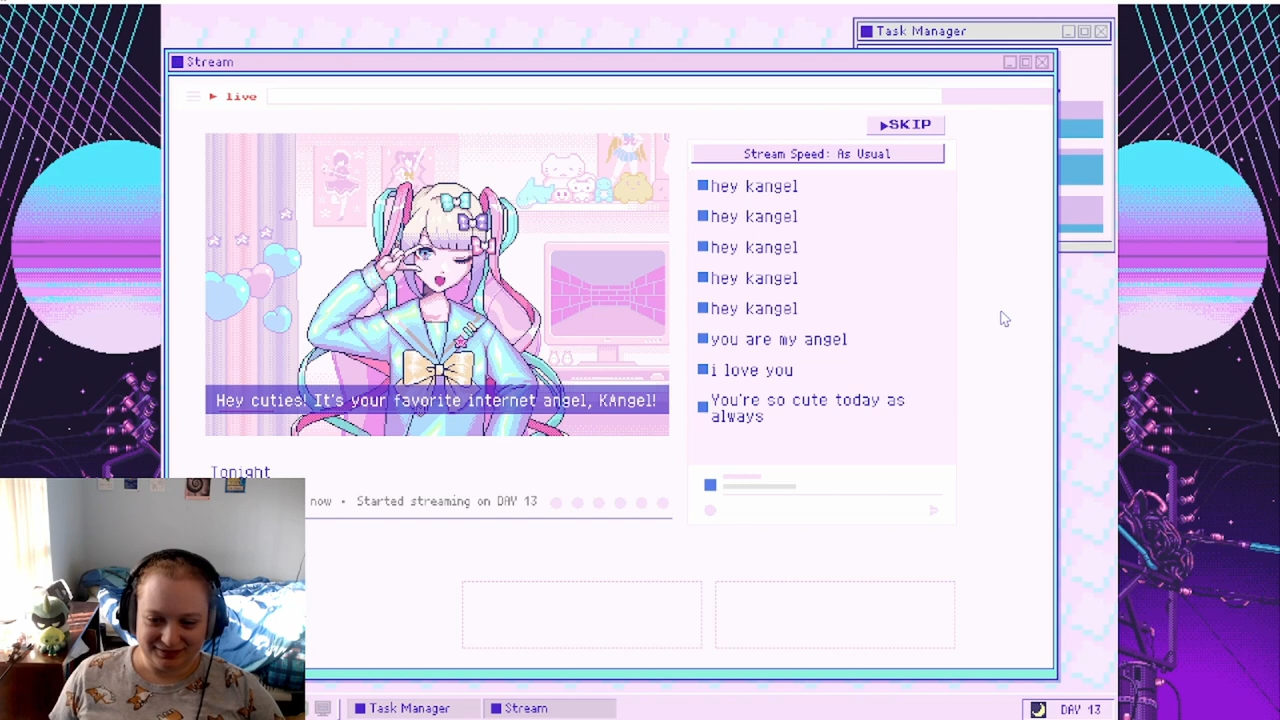 Task Manager
Stream
live
SKIP
Stream Speed: As Usual
hey kangel
hey kangel
hey kangel
hey kangel
hey kangel
you are my angel
i love you
You're so cute today as
always
Hey cuties! It's your favorite internet angel, KAngel!
Tonight
now • Started streaming on DAY 13
Task Manager
Stream
DAY 13